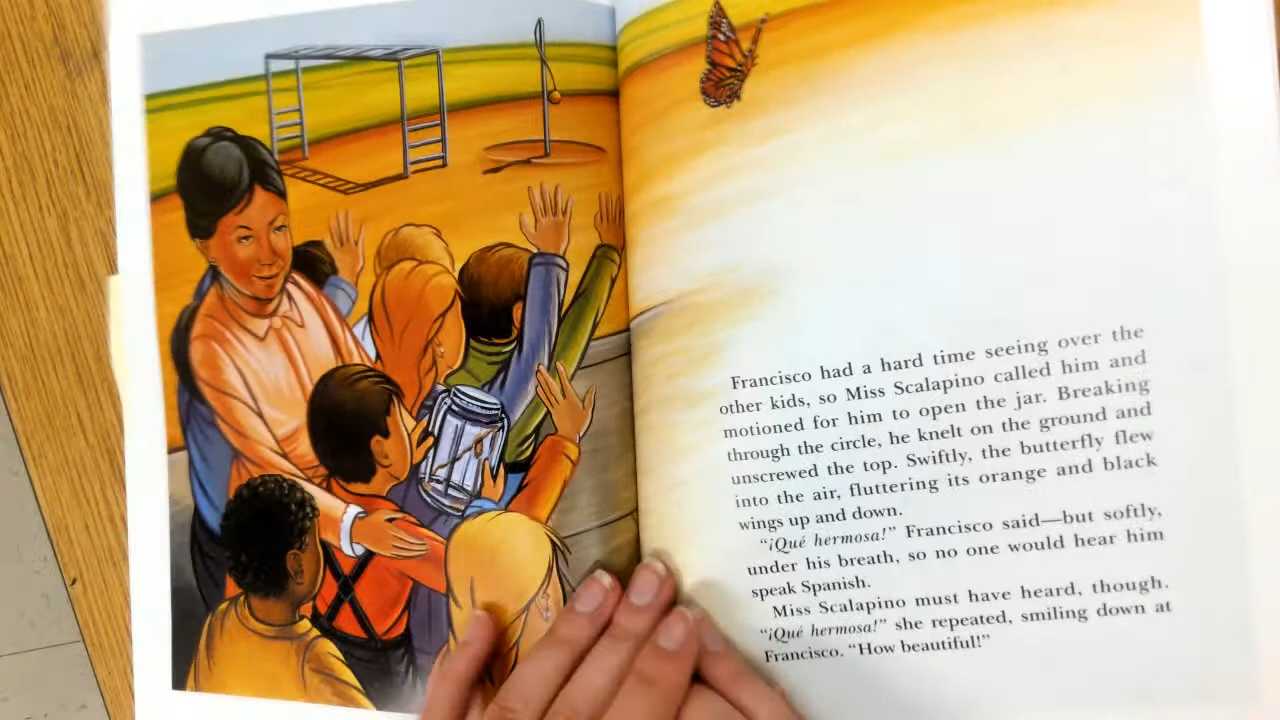 Francisco had a hard time seeing over the
other kids, so Miss Scalapino called him and
motioned for him to open the jar. Breaking
through the circle, he knelt on the ground and
unscrewed the top. Swiftly, the butterfly flew
into the air, fluttering its orange and black
wings up and down.
“¡Qué hermosa!” Francisco said—but softly,
under his breath, so no one would hear him
speak Spanish.
Miss Scalapino must have heard, though.
“¡Qué hermosa!” she repeated, smiling down at
Francisco. “How beautiful!”